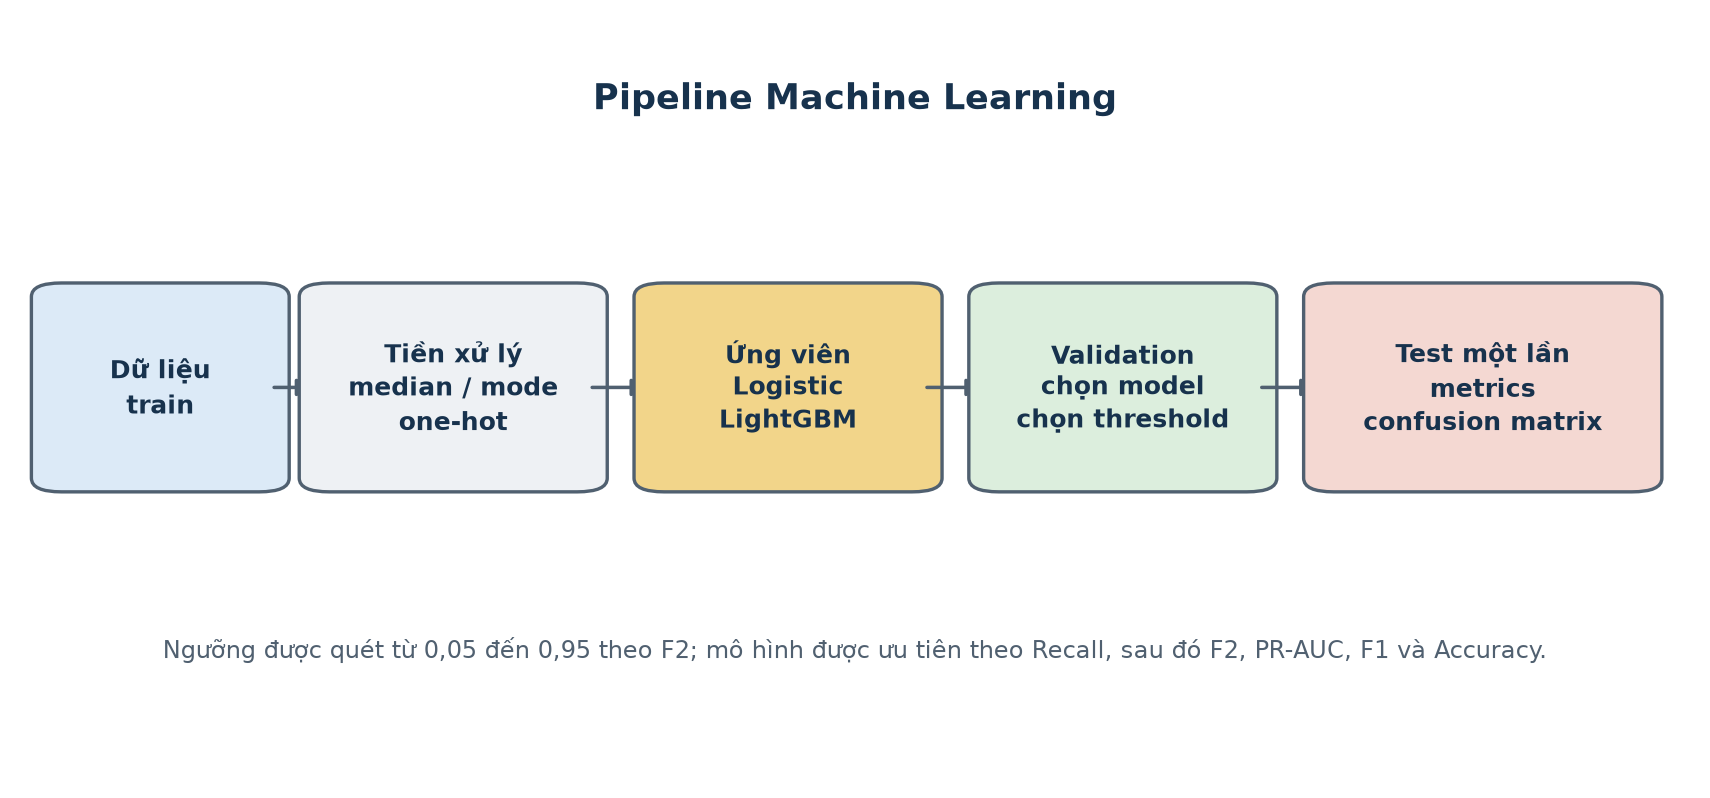 Pipeline Machine Learning
Dữ liệu
train
Tiền xử lý
median / mode
one-hot
Ứng viên
Logistic
LightGBM
Validation
chọn model
chọn threshold
Test một lần
metrics
confusion matrix
Ngưỡng được quét từ 0,05 đến 0,95 theo F2; mô hình được ưu tiên theo Recall, sau đó F2, PR-AUC, F1 và Accuracy.